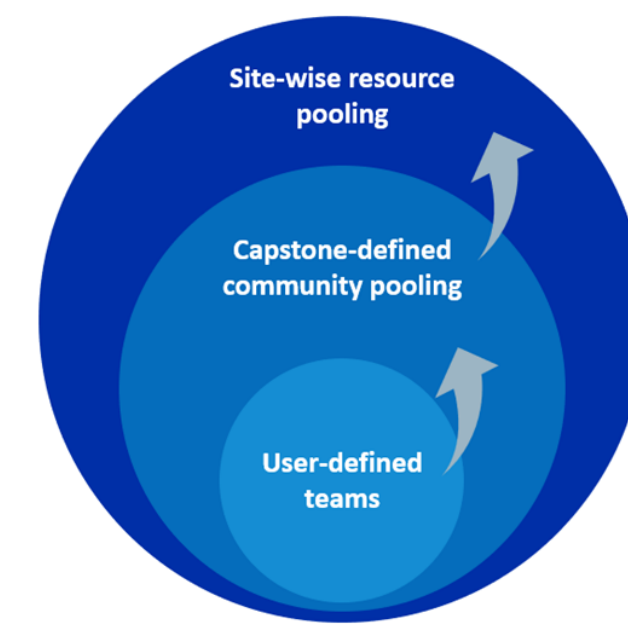 Site-wise resource
pooling
Capstone-defined
community pooling
User-defined
teams